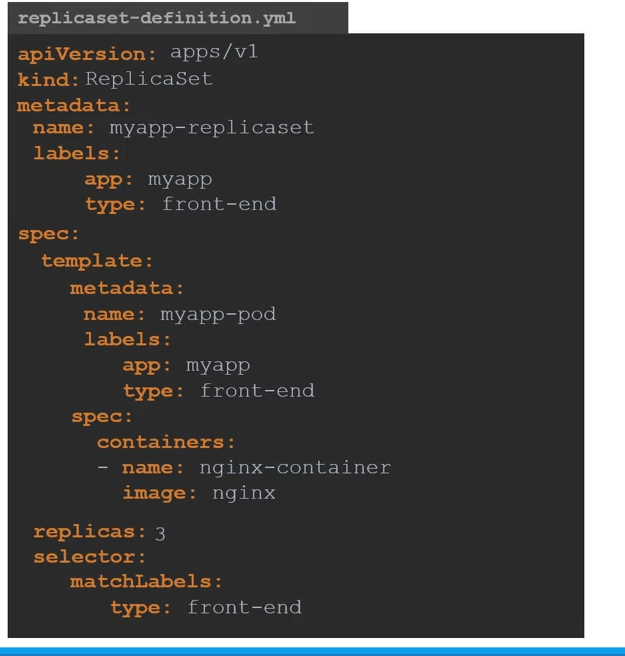 replicaset-definition.yml
apiVersion: apps/v1
kind: ReplicaSet
metadata:
name: myapp-replicaset
labels:
app: myapp
type: front-end
spec:
template:
metadata:
name: myapp-pod
labels:
app: myapp
type: front-end
spec:
containers:
- name: nginx-container
image: nginx
replicas: 3
selector:
matchLabels:
type: front-end